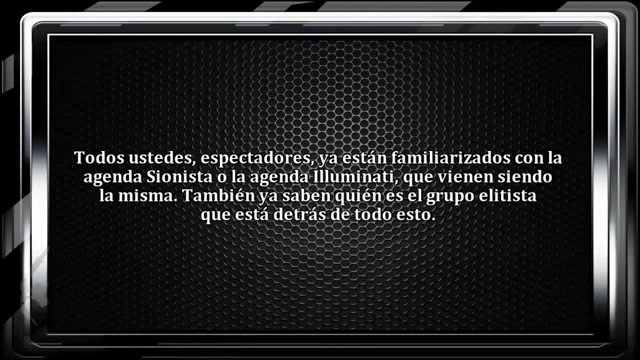 Todos ustedes, espectadores, ya están familiarizados con la
agenda Sionista o la agenda Illuminati, que vienen siendo
la misma. También ya saben quién es el grupo elitista
que está detrás de todo esto.